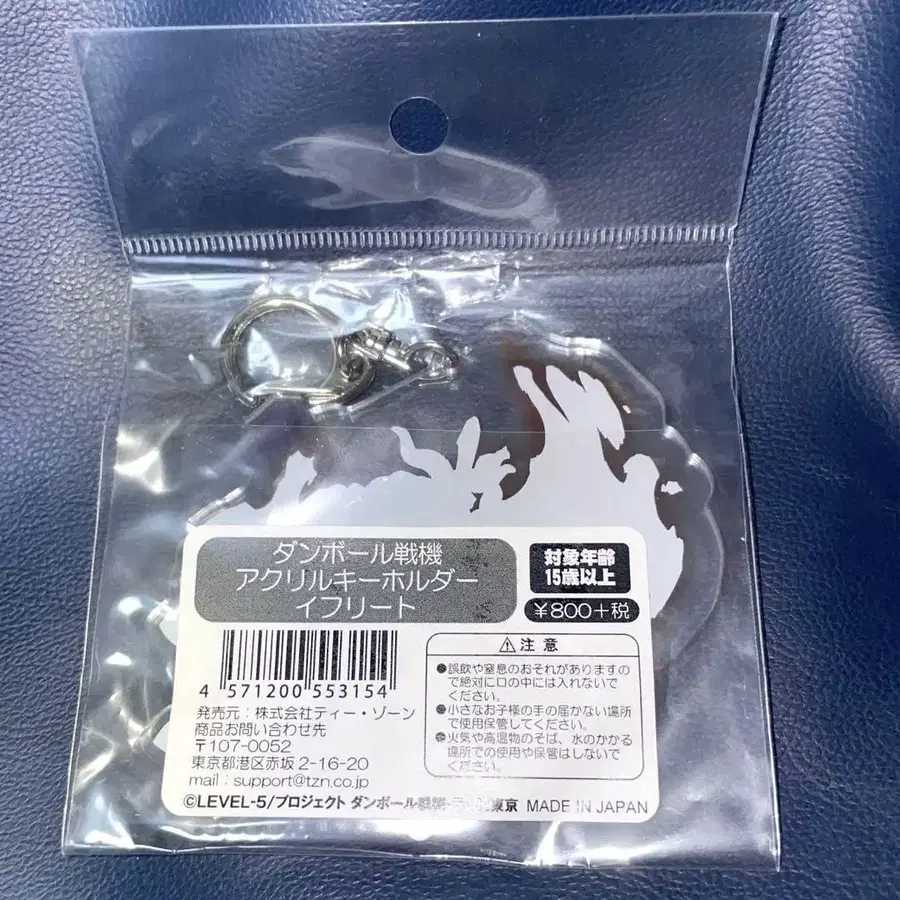 ダンボール戦機
アクリルキーホルダー
イフリート
対象年齢
15歳以上
¥800+税
4 571200 553154
発売元：株式会社ティー・ゾーン
商品お問い合わせ先
〒107-0052
東京都港区赤坂 2-16-20
mail：support@tzn.co.jp
⚠注意
●誤飲や窒息のおそれがありますので
絶対に口の中には入れないで
ください。
●小さなお子様の手の届かない場所
で使用保管してください。
●火気や高温物のそば、水のかかる
場所での使用や保管はしないで
ください。
©LEVEL-5/プロジェクト ダンボール戦機・テレビ東京 MADE IN JAPAN